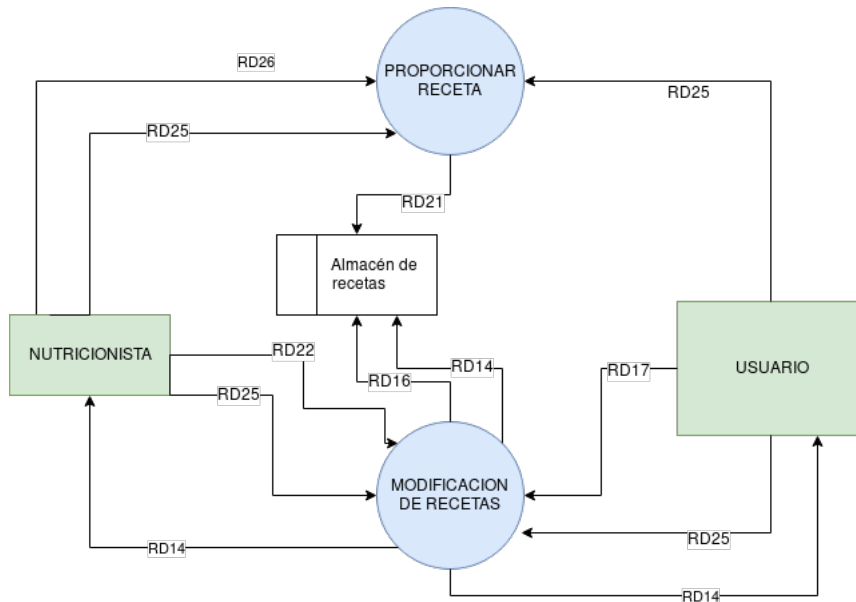 RD26
PROPORCIONAR
RECETA
RD25
RD25
RD21
Almacén de
recetas
NUTRICIONISTA
RD22
RD14
RD16
RD25
RD17
USUARIO
MODIFICACION
DE RECETAS
RD14
RD25
RD14